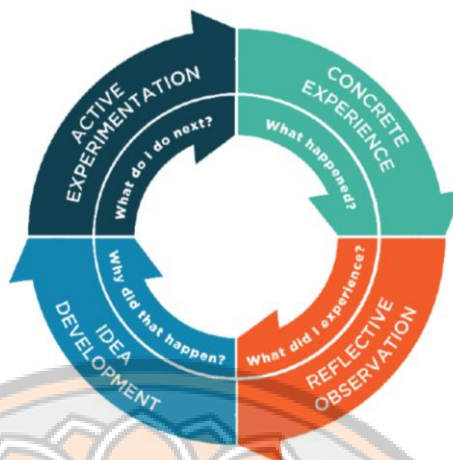 CONCRETE
EXPERIENCE
What happened?
REFLECTIVE
OBSERVATION
What did I experience?
IDEA
DEVELOPMENT
Why did that happen?
ACTIVE
EXPERIMENTATION
What do I do next?